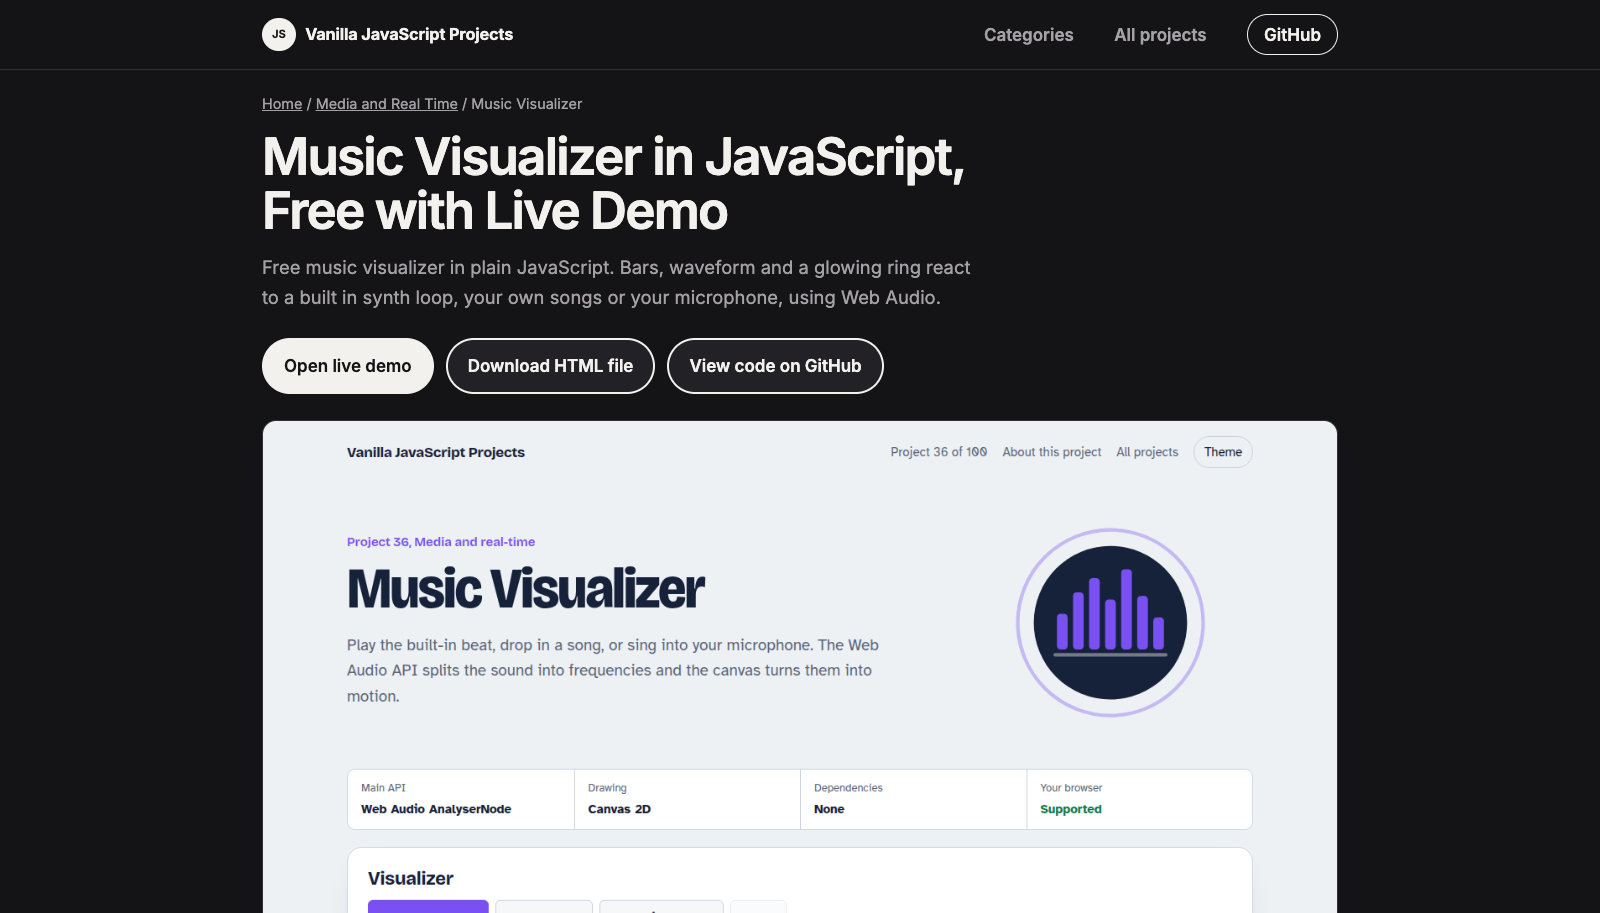 JS Vanilla JavaScript Projects
Categories All projects GitHub
Home / Media and Real Time / Music Visualizer
Music Visualizer in JavaScript,
Free with Live Demo
Free music visualizer in plain JavaScript. Bars, waveform and a glowing ring react
to a built in synth loop, your own songs or your microphone, using Web Audio.
Open live demo Download HTML file View code on GitHub
Vanilla JavaScript Projects
Project 36 of 100 About this project All projects Theme
Project 36, Media and real-time
Music Visualizer
Play the built-in beat, drop in a song, or sing into your microphone. The Web
Audio API splits the sound into frequencies and the canvas turns them into
motion.
Main API Drawing Dependencies Your browser
Web Audio AnalyserNode Canvas 2D None Supported
Visualizer